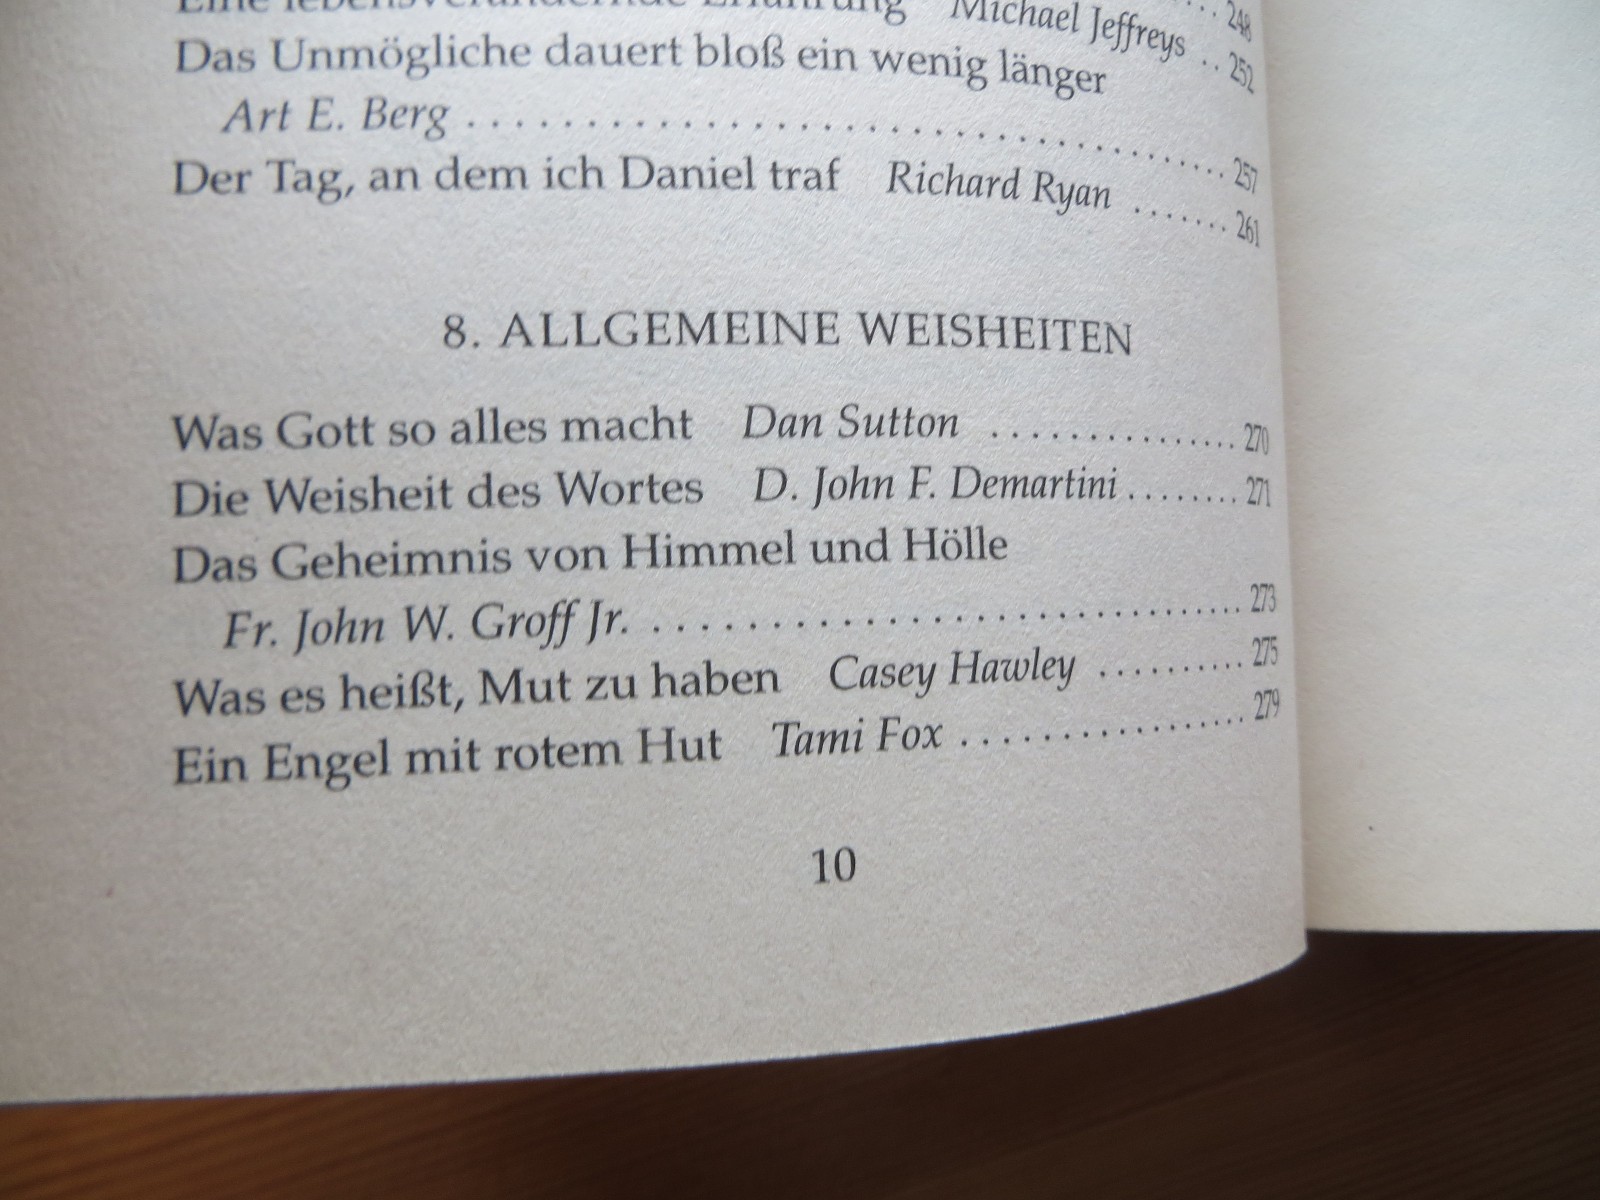 Eine lebensverändernde Erfahrung Michael Jeffreys .. 252
Das Unmögliche dauert bloß ein wenig länger
Art E. Berg ........................................ 257
Der Tag, an dem ich Daniel traf Richard Ryan ....... 261
8. ALLGEMEINE WEISHEITEN
Was Gott so alles macht Dan Sutton ................ 270
Die Weisheit des Wortes D. John F. Demartini ........ 271
Das Geheimnis von Himmel und Hölle
Fr. John W. Groff Jr. .............................. 273
Was es heißt, Mut zu haben Casey Hawley .......... 275
Ein Engel mit rotem Hut Tami Fox ................. 279
10